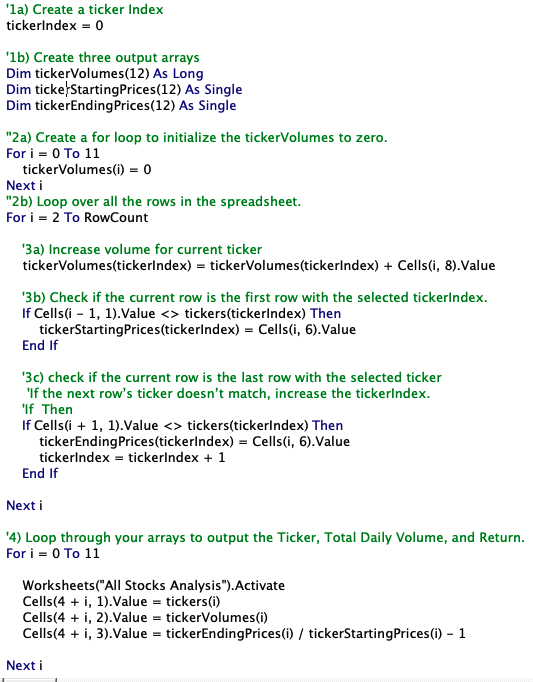 '1a) Create a ticker Index
tickerIndex = 0
'1b) Create three output arrays
Dim tickerVolumes(12) As Long
Dim tickerStartingPrices(12) As Single
Dim tickerEndingPrices(12) As Single
''2a) Create a for loop to initialize the tickerVolumes to zero.
For i = 0 To 11
tickerVolumes(i) = 0
Next i
''2b) Loop over all the rows in the spreadsheet.
For i = 2 To RowCount
'3a) Increase volume for current ticker
tickerVolumes(tickerIndex) = tickerVolumes(tickerIndex) + Cells(i, 8).Value
'3b) Check if the current row is the first row with the selected tickerIndex.
If Cells(i - 1, 1).Value <> tickers(tickerIndex) Then
tickerStartingPrices(tickerIndex) = Cells(i, 6).Value
End If
'3c) check if the current row is the last row with the selected ticker
'If the next row's ticker doesn't match, increase the tickerIndex.
'If  Then
If Cells(i + 1, 1).Value <> tickers(tickerIndex) Then
tickerEndingPrices(tickerIndex) = Cells(i, 6).Value
tickerIndex = tickerIndex + 1
End If
Next i
'4) Loop through your arrays to output the Ticker, Total Daily Volume, and Return.
For i = 0 To 11
Worksheets("All Stocks Analysis").Activate
Cells(4 + i, 1).Value = tickers(i)
Cells(4 + i, 2).Value = tickerVolumes(i)
Cells(4 + i, 3).Value = tickerEndingPrices(i) / tickerStartingPrices(i) - 1
Next i